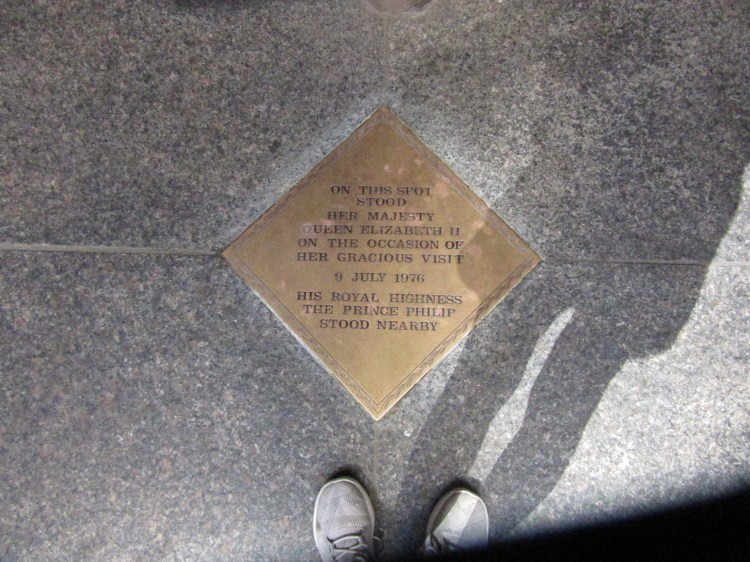 ON THIS SPOT
STOOD
HER MAJESTY
QUEEN ELIZABETH II
ON THE OCCASION OF
HER GRACIOUS VISIT
9 JULY 1976
HIS ROYAL HIGHNESS
THE PRINCE PHILIP
STOOD NEARBY